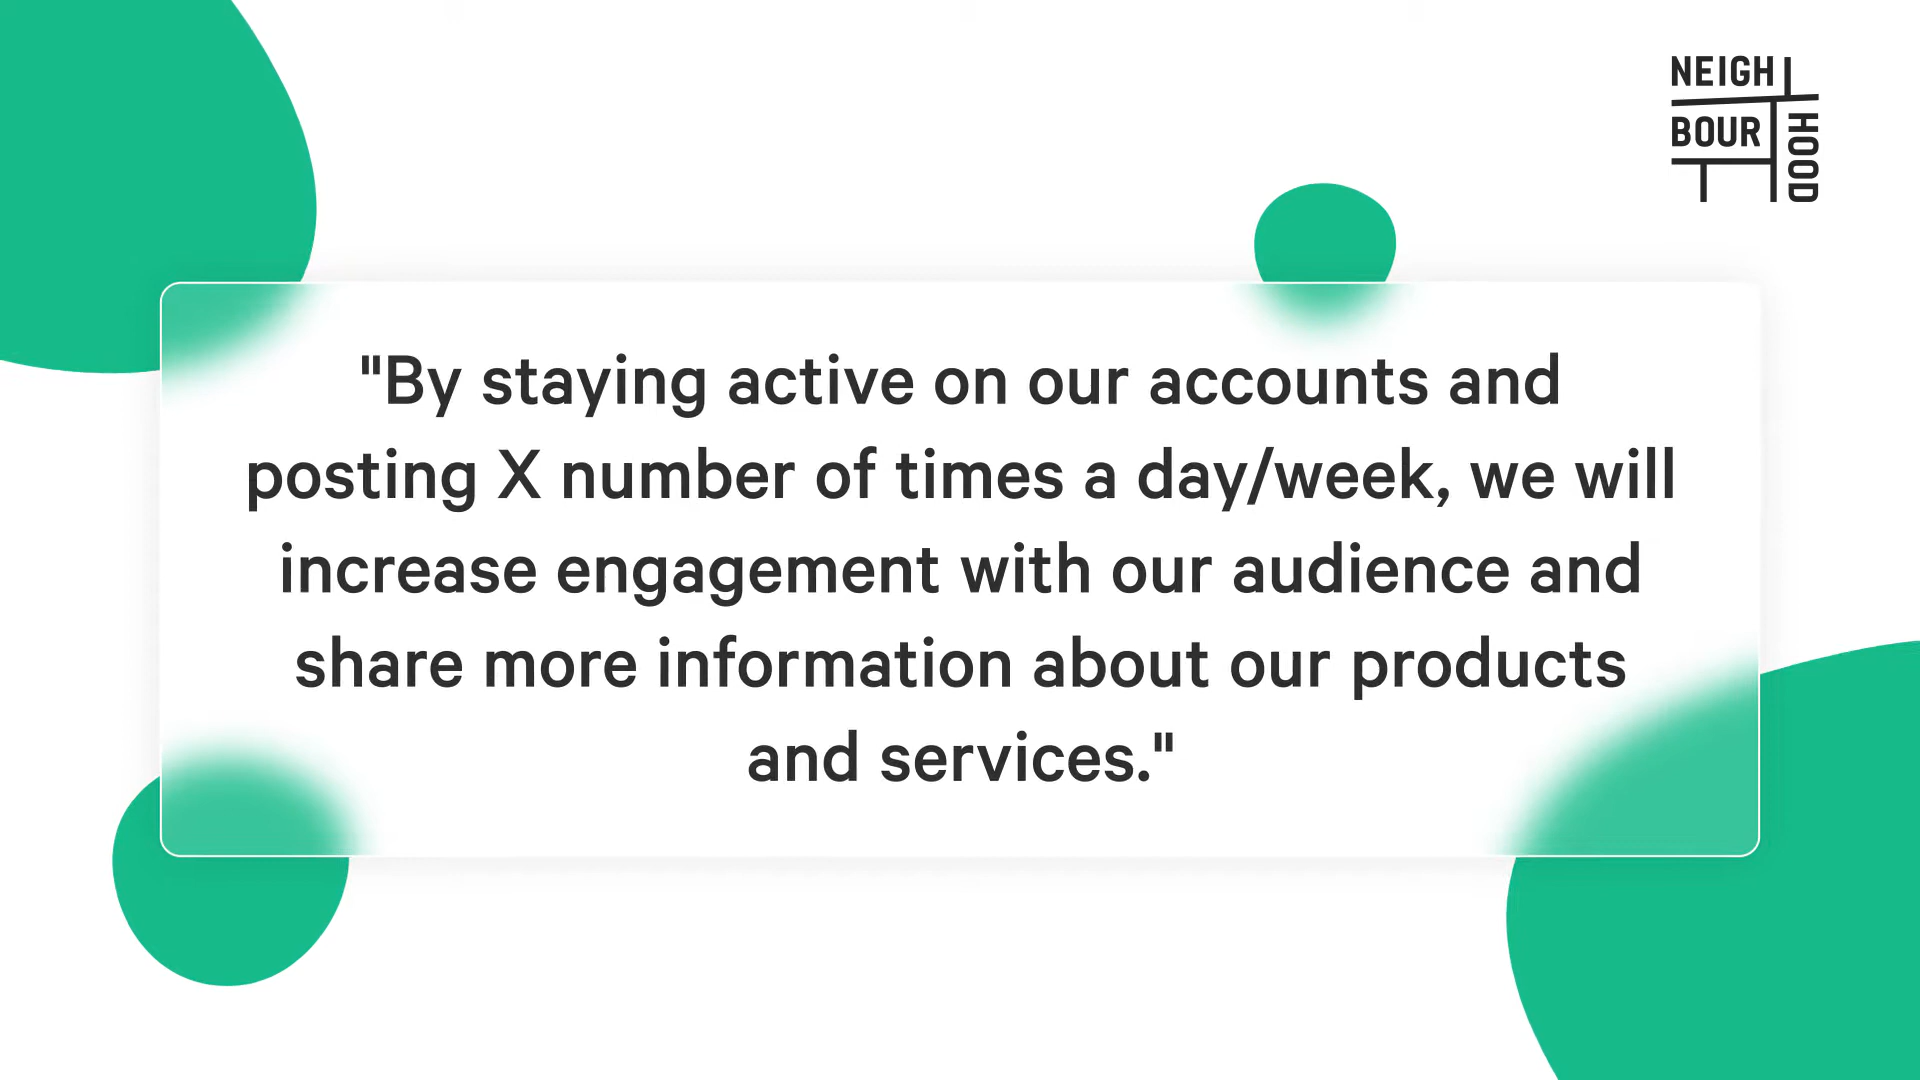 NEIGH
BOUR
HOOD
"By staying active on our accounts and
posting X number of times a day/week, we will
increase engagement with our audience and
share more information about our products
and services."